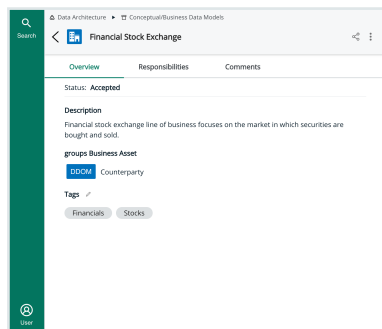 Data Architecture ▶ Conceptual/Business Data Models
Search
Financial Stock Exchange
Overview Responsibilities Comments
Status: Accepted
Description
Financial stock exchange line of business focuses on the market in which securities are
bought and sold.
groups Business Asset
DDOM Counterparty
Tags
Financials Stocks
User